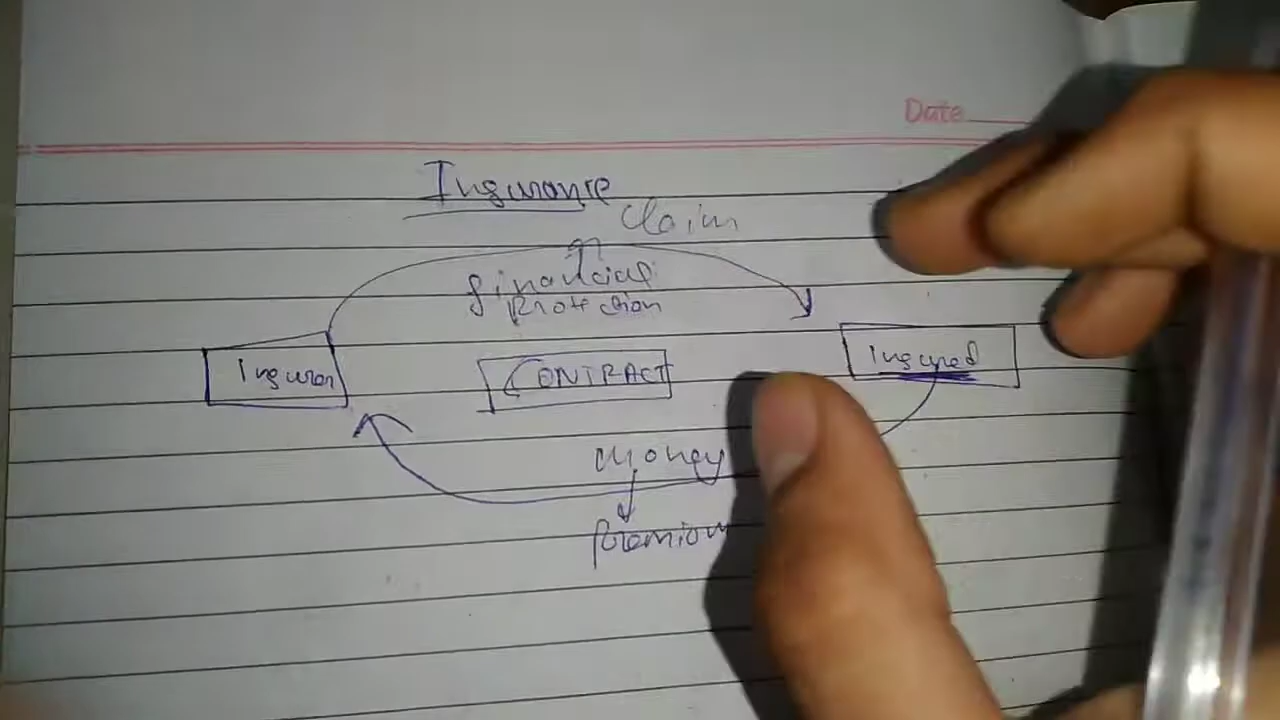 Date
Insurance
Claim
financial
Protection
Insurer
CONTRACT
Insured
money
Premium